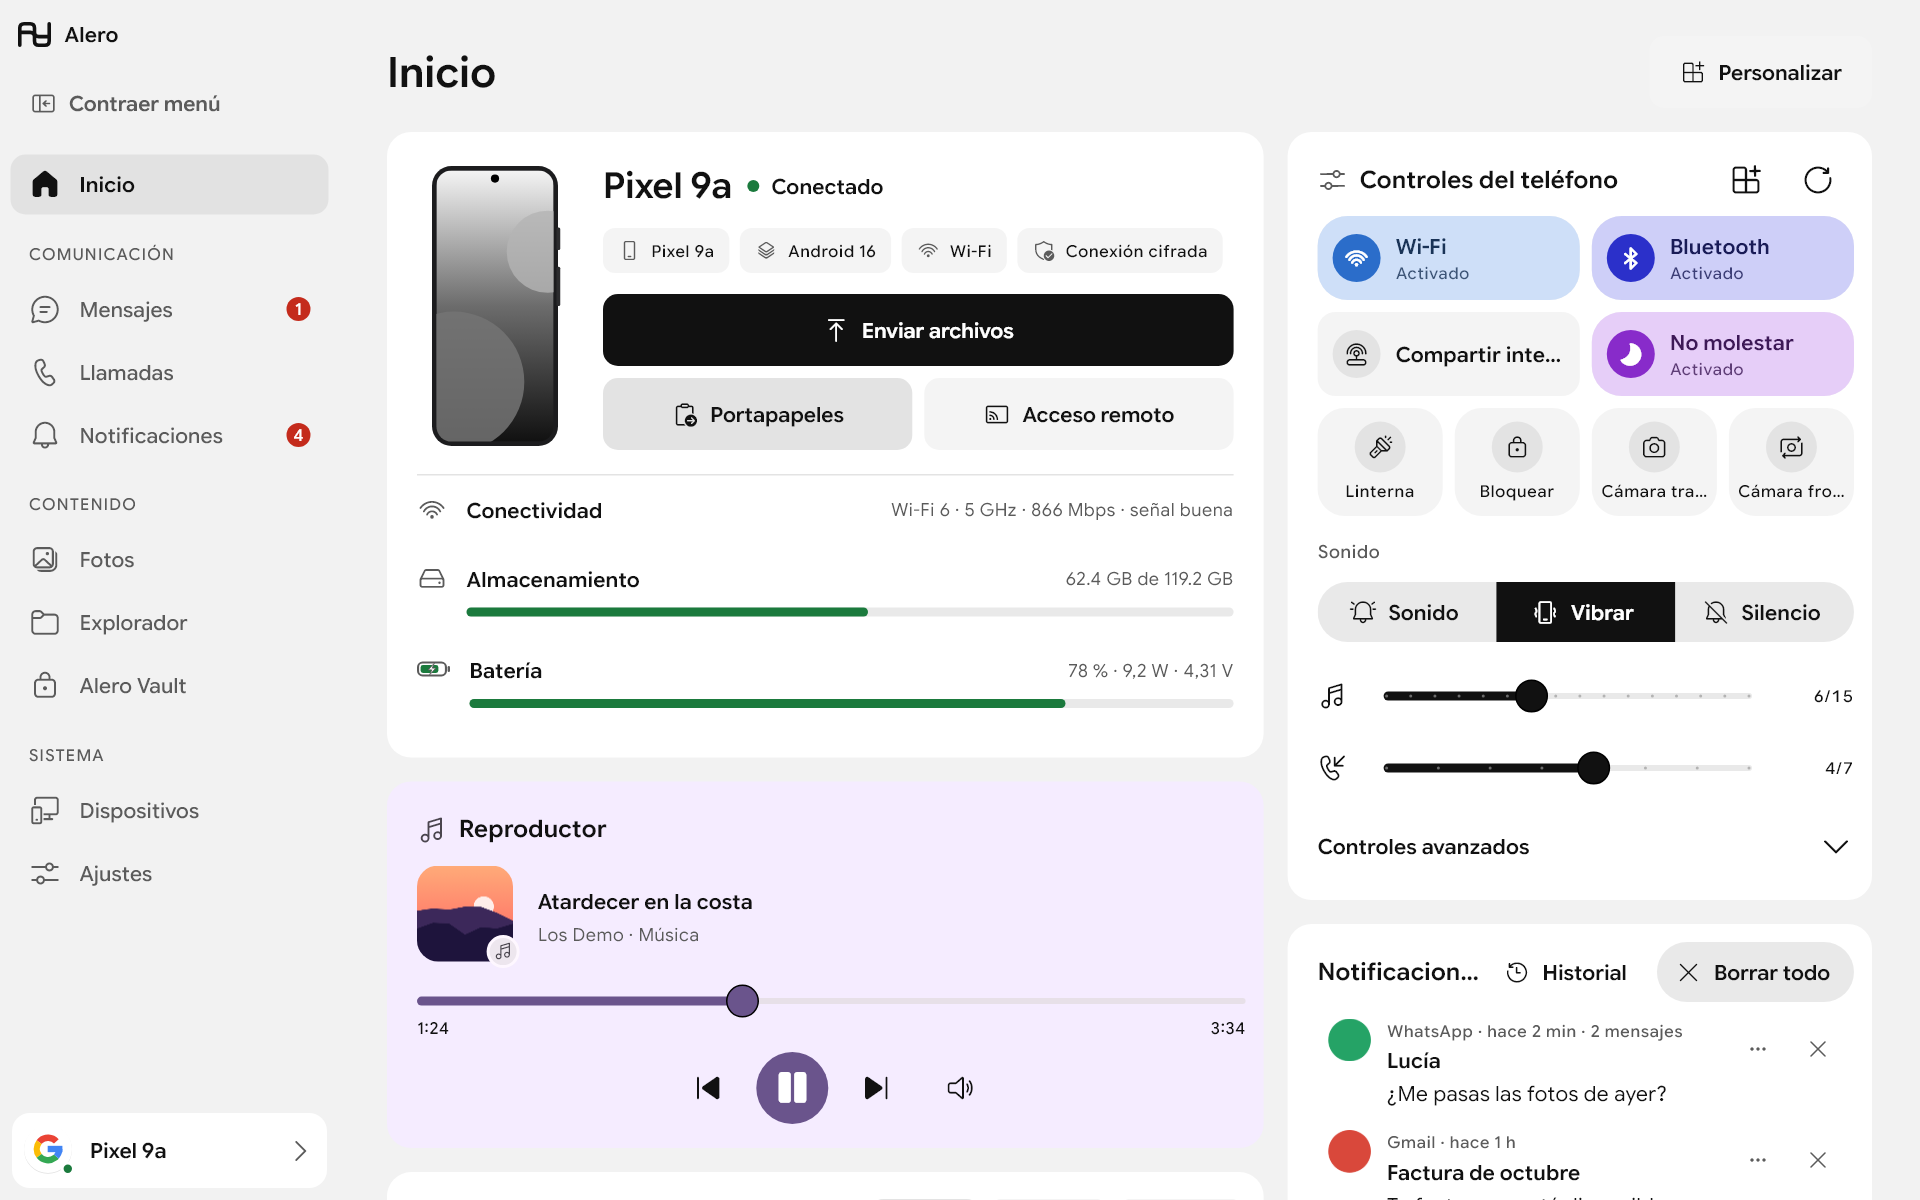 Alero
Contraer menú
Inicio
COMUNICACIÓN
Mensajes
1
Llamadas
Notificaciones
4
CONTENIDO
Fotos
Explorador
Alero Vault
SISTEMA
Dispositivos
Ajustes
Pixel 9a
Inicio
Personalizar
Pixel 9a
Conectado
Pixel 9a
Android 16
Wi-Fi
Conexión cifrada
Enviar archivos
Portapapeles
Acceso remoto
Conectividad
Wi-Fi 6 · 5 GHz · 866 Mbps · señal buena
Almacenamiento
62.4 GB de 119.2 GB
Batería
78 % · 9,2 W · 4,31 V
Reproductor
Atardecer en la costa
Los Demo · Música
1:24
3:34
Controles del teléfono
Wi-Fi
Activado
Bluetooth
Activado
Compartir inte...
No molestar
Activado
Linterna
Bloquear
Cámara tra...
Cámara fro...
Sonido
Sonido
Vibrar
Silencio
6/15
4/7
Controles avanzados
Notificacion...
Historial
Borrar todo
WhatsApp · hace 2 min · 2 mensajes
Lucía
¿Me pasas las fotos de ayer?
Gmail · hace 1 h
Factura de octubre